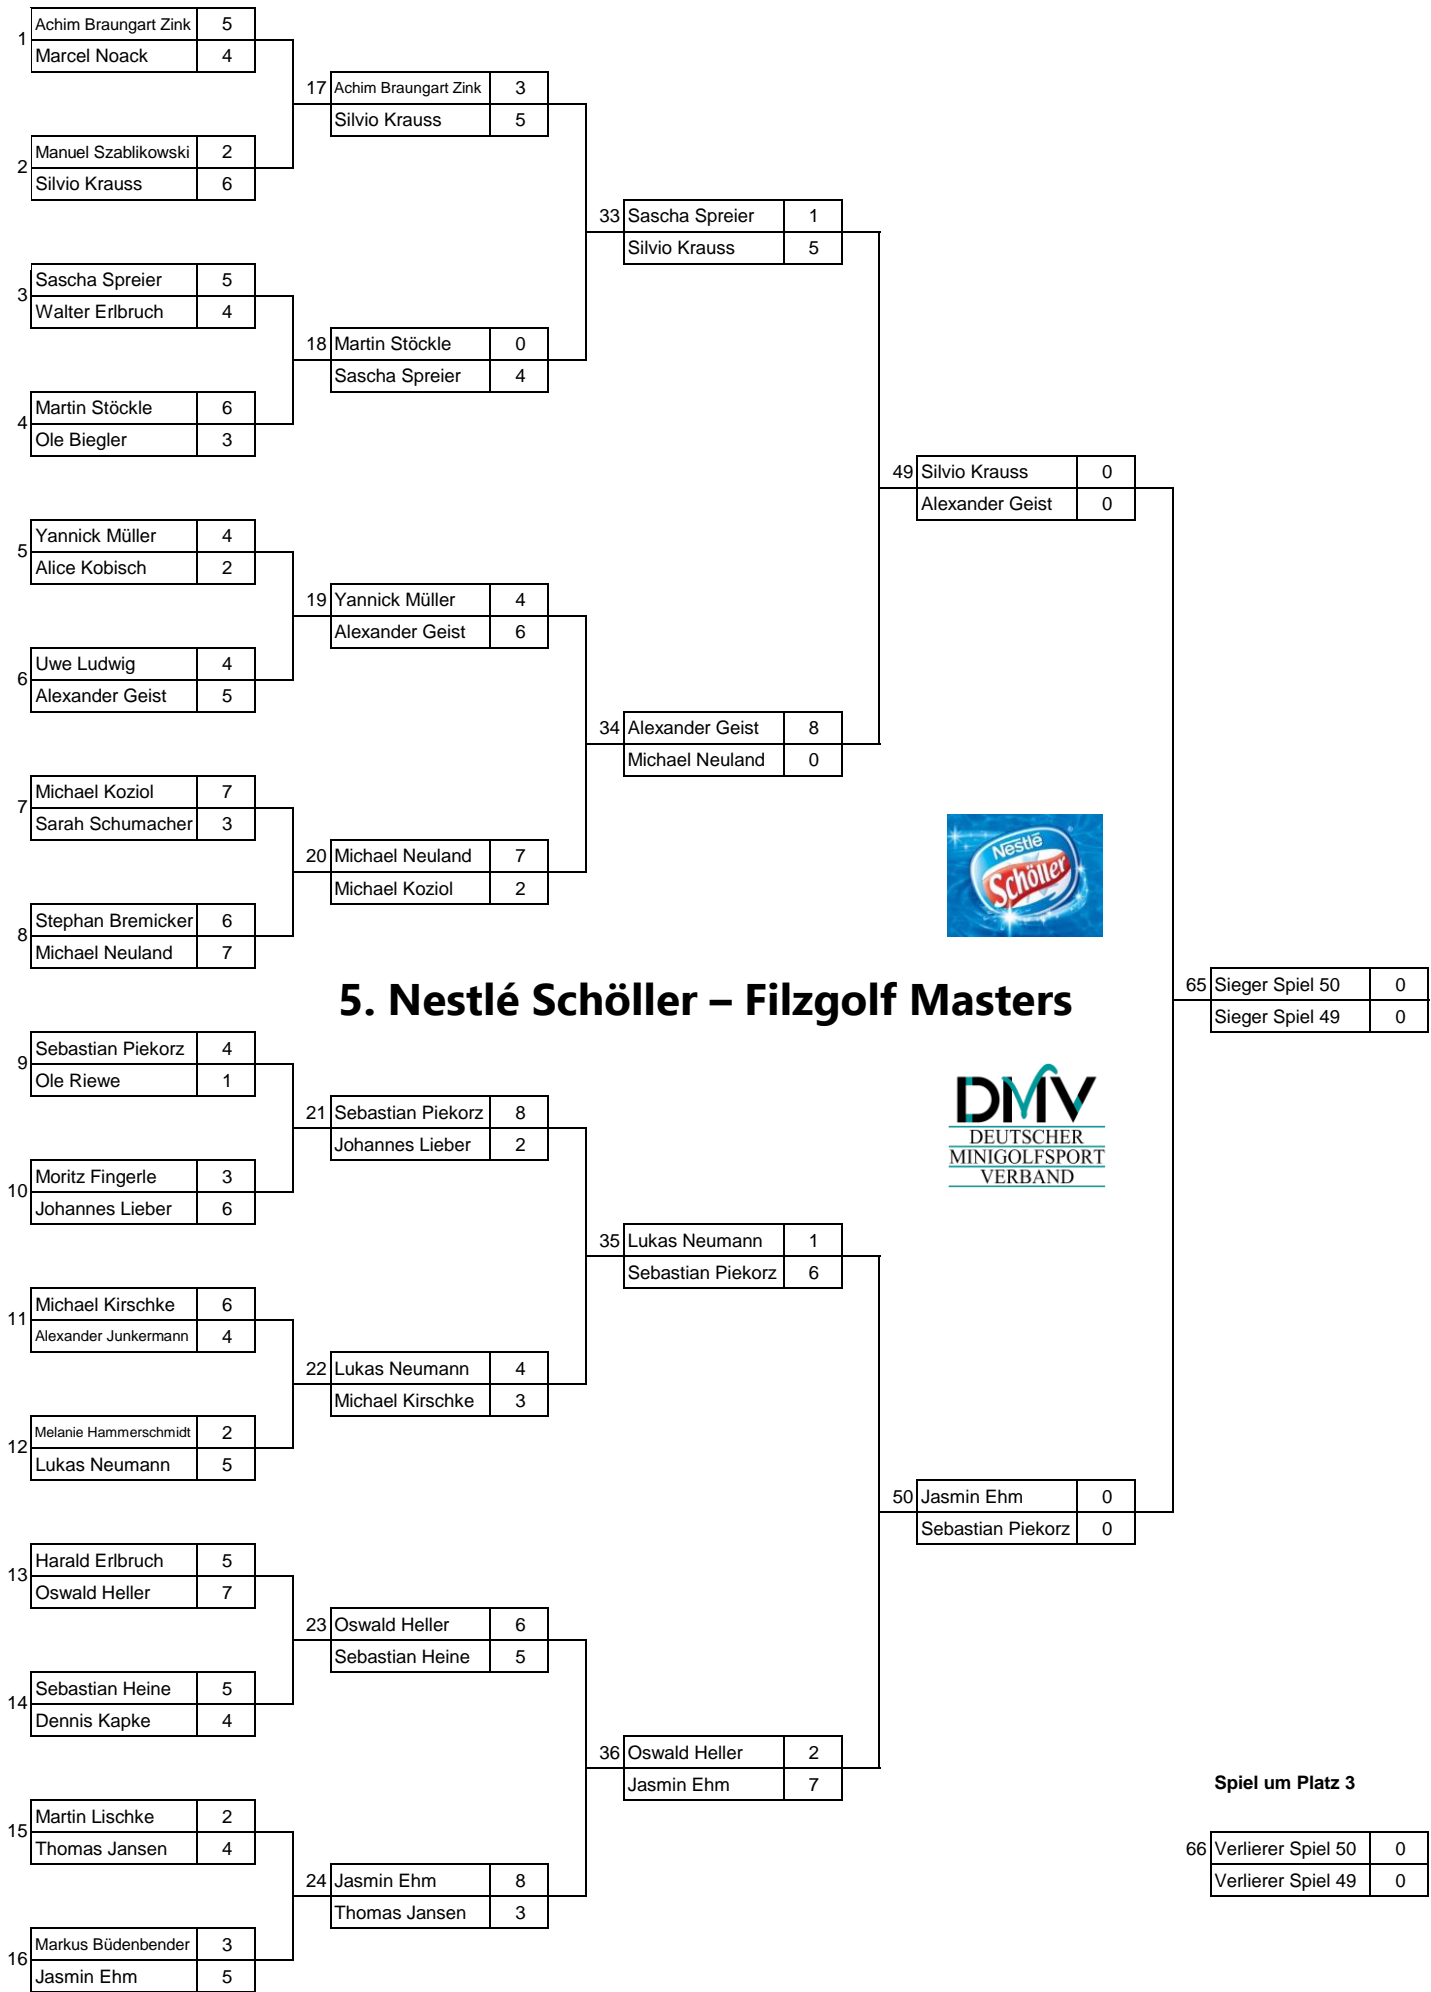 1 Achim Braungart Zink 5
Marcel Noack 4
17 Achim Braungart Zink 3
Silvio Krauss 5
2 Manuel Szablikowski 2
Silvio Krauss 6
33 Sascha Spreier 1
Silvio Krauss 5
3 Sascha Spreier 5
Walter Erlbruch 4
18 Martin Stöckle 0
Sascha Spreier 4
4 Martin Stöckle 6
Ole Biegler 3
49 Silvio Krauss 0
Alexander Geist 0
5 Yannick Müller 4
Alice Kobisch 2
19 Yannick Müller 4
Alexander Geist 6
6 Uwe Ludwig 4
Alexander Geist 5
34 Alexander Geist 8
Michael Neuland 0
7 Michael Koziol 7
Sarah Schumacher 3
20 Michael Neuland 7
Michael Koziol 2
Nestlé
Schöller
8 Stephan Bremicker 6
Michael Neuland 7
5. Nestlé Schöller – Filzgolf Masters
65 Sieger Spiel 50 0
Sieger Spiel 49 0
9 Sebastian Piekorz 4
Ole Riewe 1
21 Sebastian Piekorz 8
Johannes Lieber 2
DMV
DEUTSCHER
MINIGOLFSPORT
VERBAND
10 Moritz Fingerle 3
Johannes Lieber 6
35 Lukas Neumann 1
Sebastian Piekorz 6
11 Michael Kirschke 6
Alexander Junkermann 4
22 Lukas Neumann 4
Michael Kirschke 3
12 Melanie Hammerschmidt 2
Lukas Neumann 5
50 Jasmin Ehm 0
Sebastian Piekorz 0
13 Harald Erlbruch 5
Oswald Heller 7
23 Oswald Heller 6
Sebastian Heine 5
14 Sebastian Heine 5
Dennis Kapke 4
36 Oswald Heller 2
Jasmin Ehm 7
Spiel um Platz 3
15 Martin Lischke 2
Thomas Jansen 4
66 Verlierer Spiel 50 0
Verlierer Spiel 49 0
24 Jasmin Ehm 8
Thomas Jansen 3
16 Markus Büdenbender 3
Jasmin Ehm 5